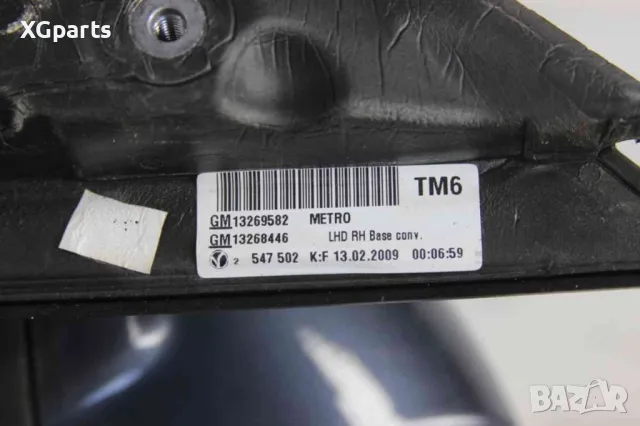 XGparts
TM6
GM13269582 METRO
GM13268446 LHD RH Base conv.
2 547 502 K:F 13.02.2009 00:06:59
BAZAR